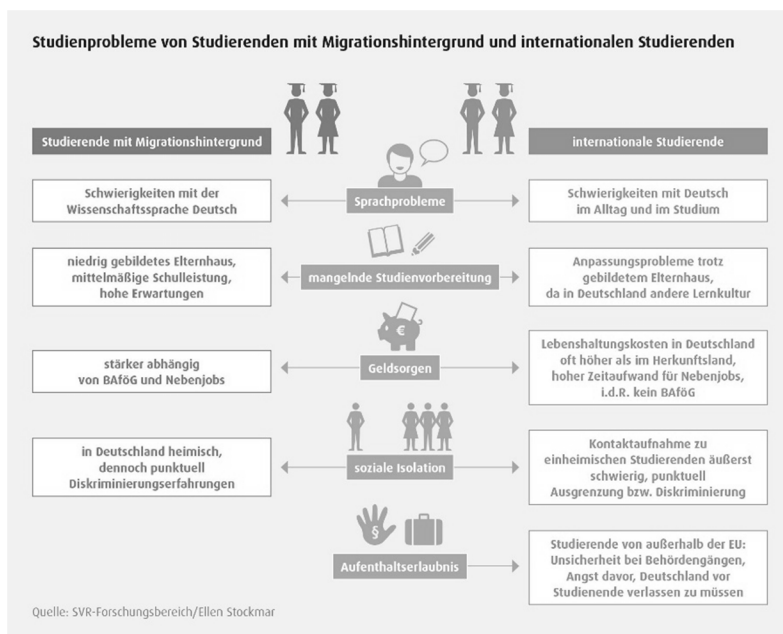 Studienprobleme von Studierenden mit Migrationshintergrund und internationalen Studierenden
Studierende mit Migrationshintergrund
internationale Studierende
Schwierigkeiten mit der
Wissenschaftssprache Deutsch
Sprachprobleme
Schwierigkeiten mit Deutsch
im Alltag und im Studium
niedrig gebildetes Elternhaus,
mittelmäßige Schulleistung,
hohe Erwartungen
mangelnde Studienvorbereitung
Anpassungsprobleme trotz
gebildetem Elternhaus,
da in Deutschland andere Lernkultur
€
stärker abhängig
von BAföG und Nebenjobs
Geldsorgen
Lebenshaltungskosten in Deutschland
oft höher als im Herkunftsland,
hoher Zeitaufwand für Nebenjobs,
i.d.R. kein BAföG
in Deutschland heimisch,
dennoch punktuell
Diskriminierungserfahrungen
soziale Isolation
Kontaktaufnahme zu
einheimischen Studierenden äußerst
schwierig, punktuell
Ausgrenzung bzw. Diskriminierung
§
Aufenthaltserlaubnis
Studierende von außerhalb der EU:
Unsicherheit bei Behördengängen,
Angst davor, Deutschland vor
Studienende verlassen zu müssen
Quelle: SVR-Forschungsbereich/Ellen Stockmar